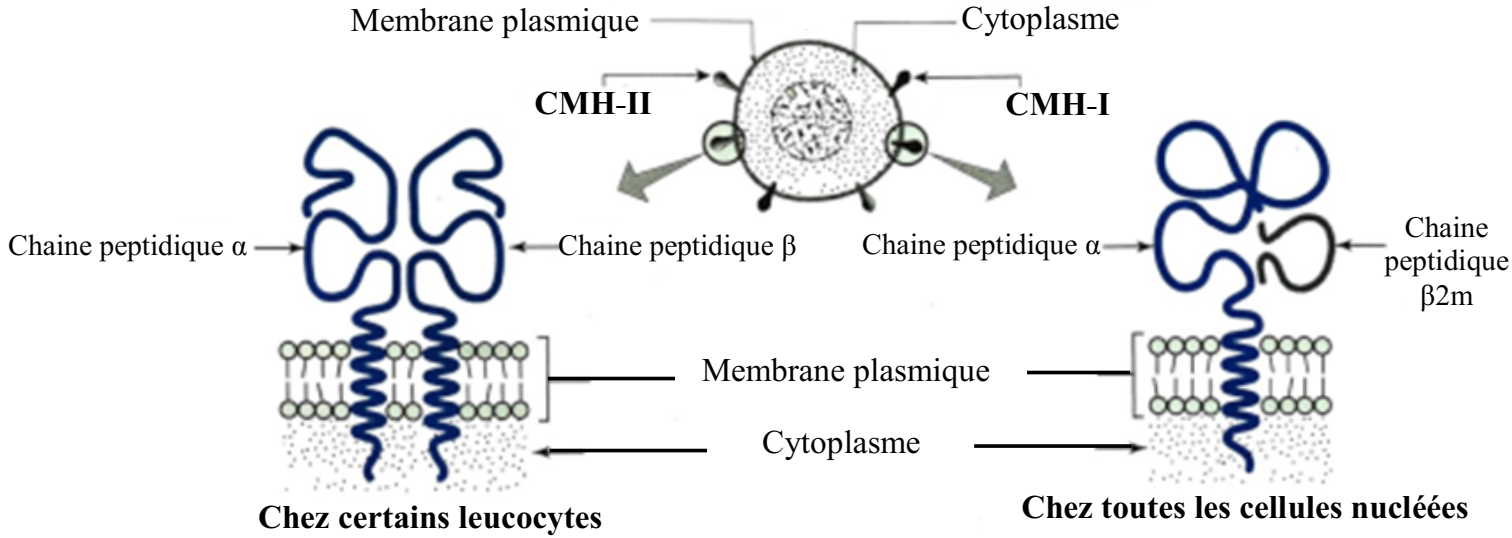 Membrane plasmique
Cytoplasme
CMH-II
CMH-I
Chaine peptidique α
Chaine peptidique β
Chaine peptidique α
Chaine
peptidique
β2m
Membrane plasmique
Cytoplasme
Chez certains leucocytes
Chez toutes les cellules nucléées